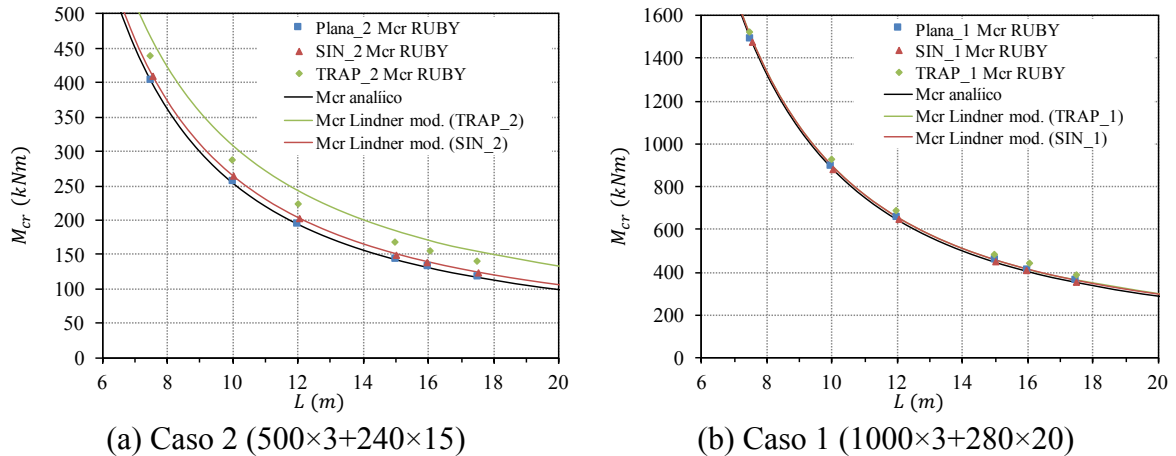 500
450
400
350
300
250
200
150
100
50
0
M_cr (kNm)
6 8 10 12 14 16 18 20
L (m)
Plana_2 Mcr RUBY
SIN_2 Mcr RUBY
TRAP_2 Mcr RUBY
Mcr analíico
Mcr Lindner mod. (TRAP_2)
Mcr Lindner mod. (SIN_2)
(a) Caso 2 (500×3+240×15)
1600
1400
1200
1000
800
600
400
200
0
M_cr (kNm)
6 8 10 12 14 16 18 20
L (m)
Plana_1 Mcr RUBY
SIN_1 Mcr RUBY
TRAP_1 Mcr RUBY
Mcr analíico
Mcr Lindner mod. (TRAP_1)
Mcr Lindner mod. (SIN_1)
(b) Caso 1 (1000×3+280×20)